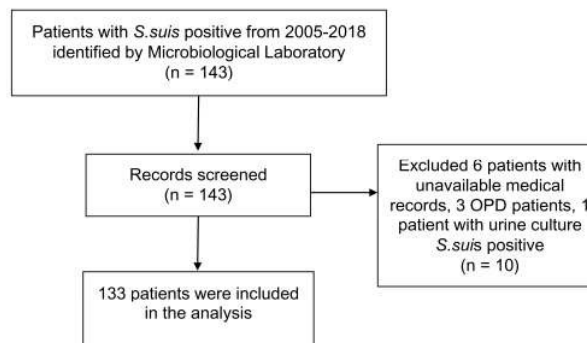 Patients with S.suis positive from 2005-2018
identified by Microbiological Laboratory
(n = 143)
Records screened
(n = 143)
Excluded 6 patients with
unavailable medical
records, 3 OPD patients, 1
patient with urine culture
S.suis positive
(n = 10)
133 patients were included
in the analysis